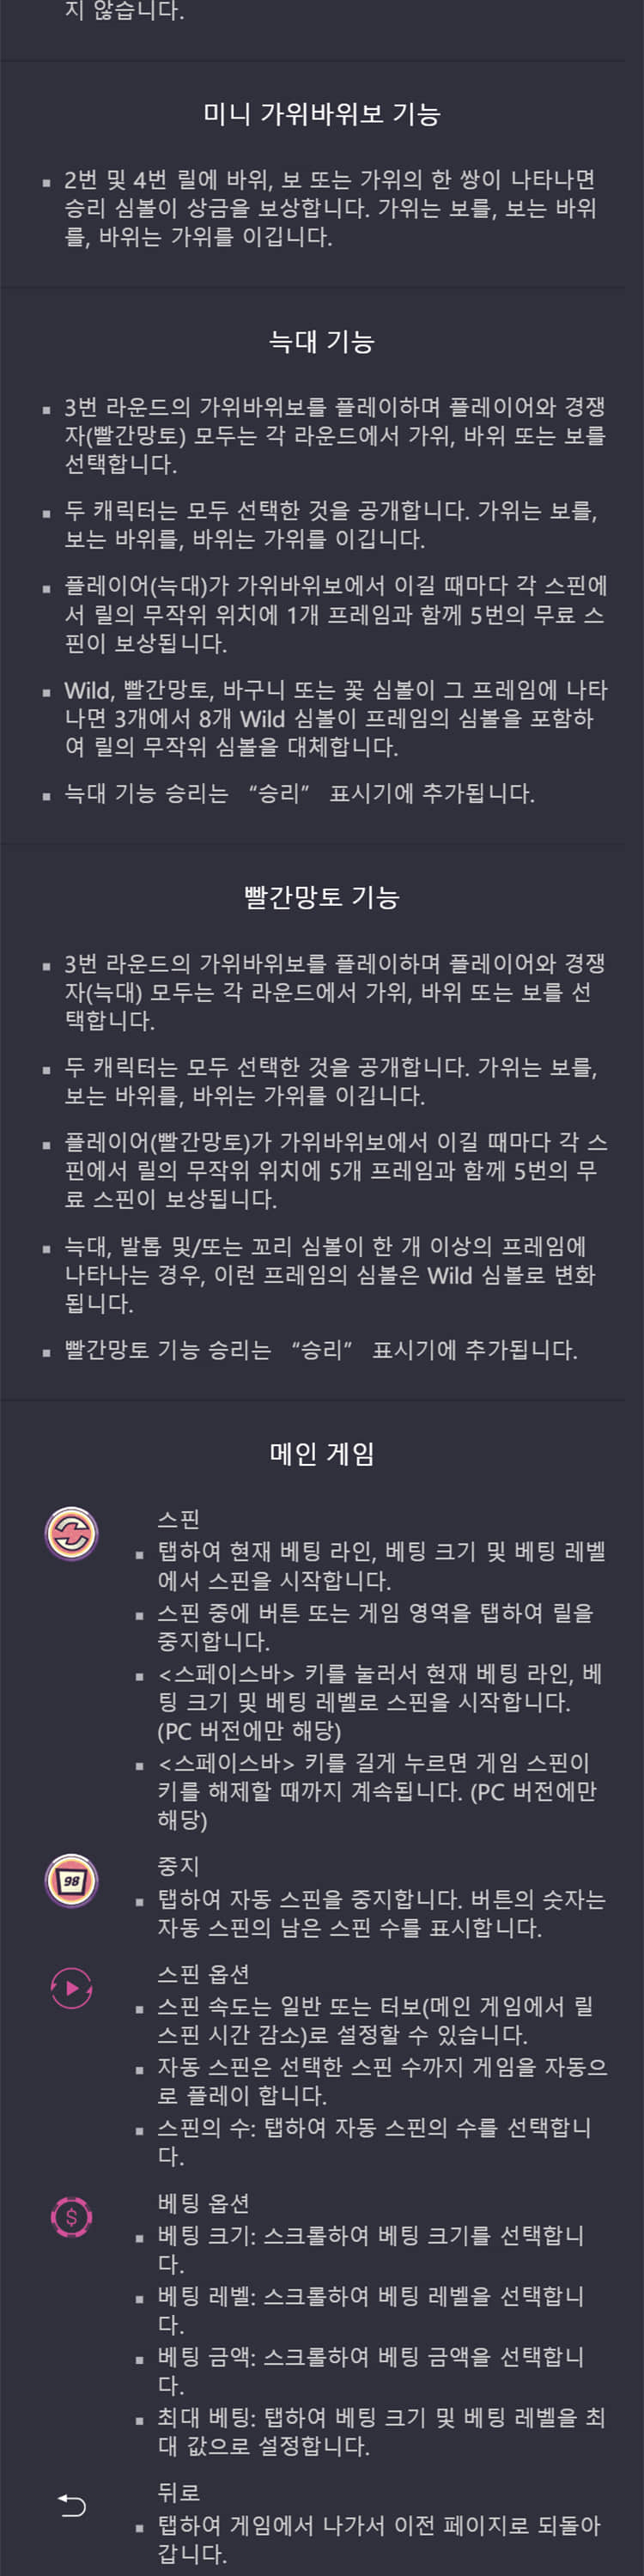 지 않습니다.
미니 가위바위보 기능
▪ 2번 및 4번 릴에 바위, 보 또는 가위의 한 쌍이 나타나면
승리 심볼이 상금을 보상합니다. 가위는 보를, 보는 바위
를, 바위는 가위를 이깁니다.
늑대 기능
▪ 3번 라운드의 가위바위보를 플레이하며 플레이어와 경쟁
자(빨간망토) 모두는 각 라운드에서 가위, 바위 또는 보를
선택합니다.
▪ 두 캐릭터는 모두 선택한 것을 공개합니다. 가위는 보를,
보는 바위를, 바위는 가위를 이깁니다.
▪ 플레이어(늑대)가 가위바위보에서 이길 때마다 각 스핀에
서 릴의 무작위 위치에 1개 프레임과 함께 5번의 무료 스
핀이 보상됩니다.
▪ Wild, 빨간망토, 바구니 또는 꽃 심볼이 그 프레임에 나타
나면 3개에서 8개 Wild 심볼이 프레임의 심볼을 포함하
여 릴의 무작위 심볼을 대체합니다.
▪ 늑대 기능 승리는 “승리” 표시기에 추가됩니다.
빨간망토 기능
▪ 3번 라운드의 가위바위보를 플레이하며 플레이어와 경쟁
자(늑대) 모두는 각 라운드에서 가위, 바위 또는 보를 선
택합니다.
▪ 두 캐릭터는 모두 선택한 것을 공개합니다. 가위는 보를,
보는 바위를, 바위는 가위를 이깁니다.
▪ 플레이어(빨간망토)가 가위바위보에서 이길 때마다 각 스
핀에서 릴의 무작위 위치에 5개 프레임과 함께 5번의 무
료 스핀이 보상됩니다.
▪ 늑대, 발톱 및/또는 꼬리 심볼이 한 개 이상의 프레임에
나타나는 경우, 이런 프레임의 심볼은 Wild 심볼로 변화
됩니다.
▪ 빨간망토 기능 승리는 “승리” 표시기에 추가됩니다.
메인 게임
스핀
▪ 탭하여 현재 베팅 라인, 베팅 크기 및 베팅 레벨
에서 스핀을 시작합니다.
▪ 스핀 중에 버튼 또는 게임 영역을 탭하여 릴을
중지합니다.
▪ <스페이스바> 키를 눌러서 현재 베팅 라인, 베
팅 크기 및 베팅 레벨로 스핀을 시작합니다.
(PC 버전에만 해당)
▪ <스페이스바> 키를 길게 누르면 게임 스핀이
키를 해제할 때까지 계속됩니다. (PC 버전에만
해당)
98
중지
▪ 탭하여 자동 스핀을 중지합니다. 버튼의 숫자는
자동 스핀의 남은 스핀 수를 표시합니다.
스핀 옵션
▪ 스핀 속도는 일반 또는 터보(메인 게임에서 릴
스핀 시간 감소)로 설정할 수 있습니다.
▪ 자동 스핀은 선택한 스핀 수까지 게임을 자동으
로 플레이 합니다.
▪ 스핀의 수: 탭하여 자동 스핀의 수를 선택합니
다.
$
베팅 옵션
▪ 베팅 크기: 스크롤하여 베팅 크기를 선택합니
다.
▪ 베팅 레벨: 스크롤하여 베팅 레벨을 선택합니
다.
▪ 베팅 금액: 스크롤하여 베팅 금액을 선택합니
다.
▪ 최대 베팅: 탭하여 베팅 크기 및 베팅 레벨을 최
대 값으로 설정합니다.
뒤로
▪ 탭하여 게임에서 나가서 이전 페이지로 되돌아
갑니다.